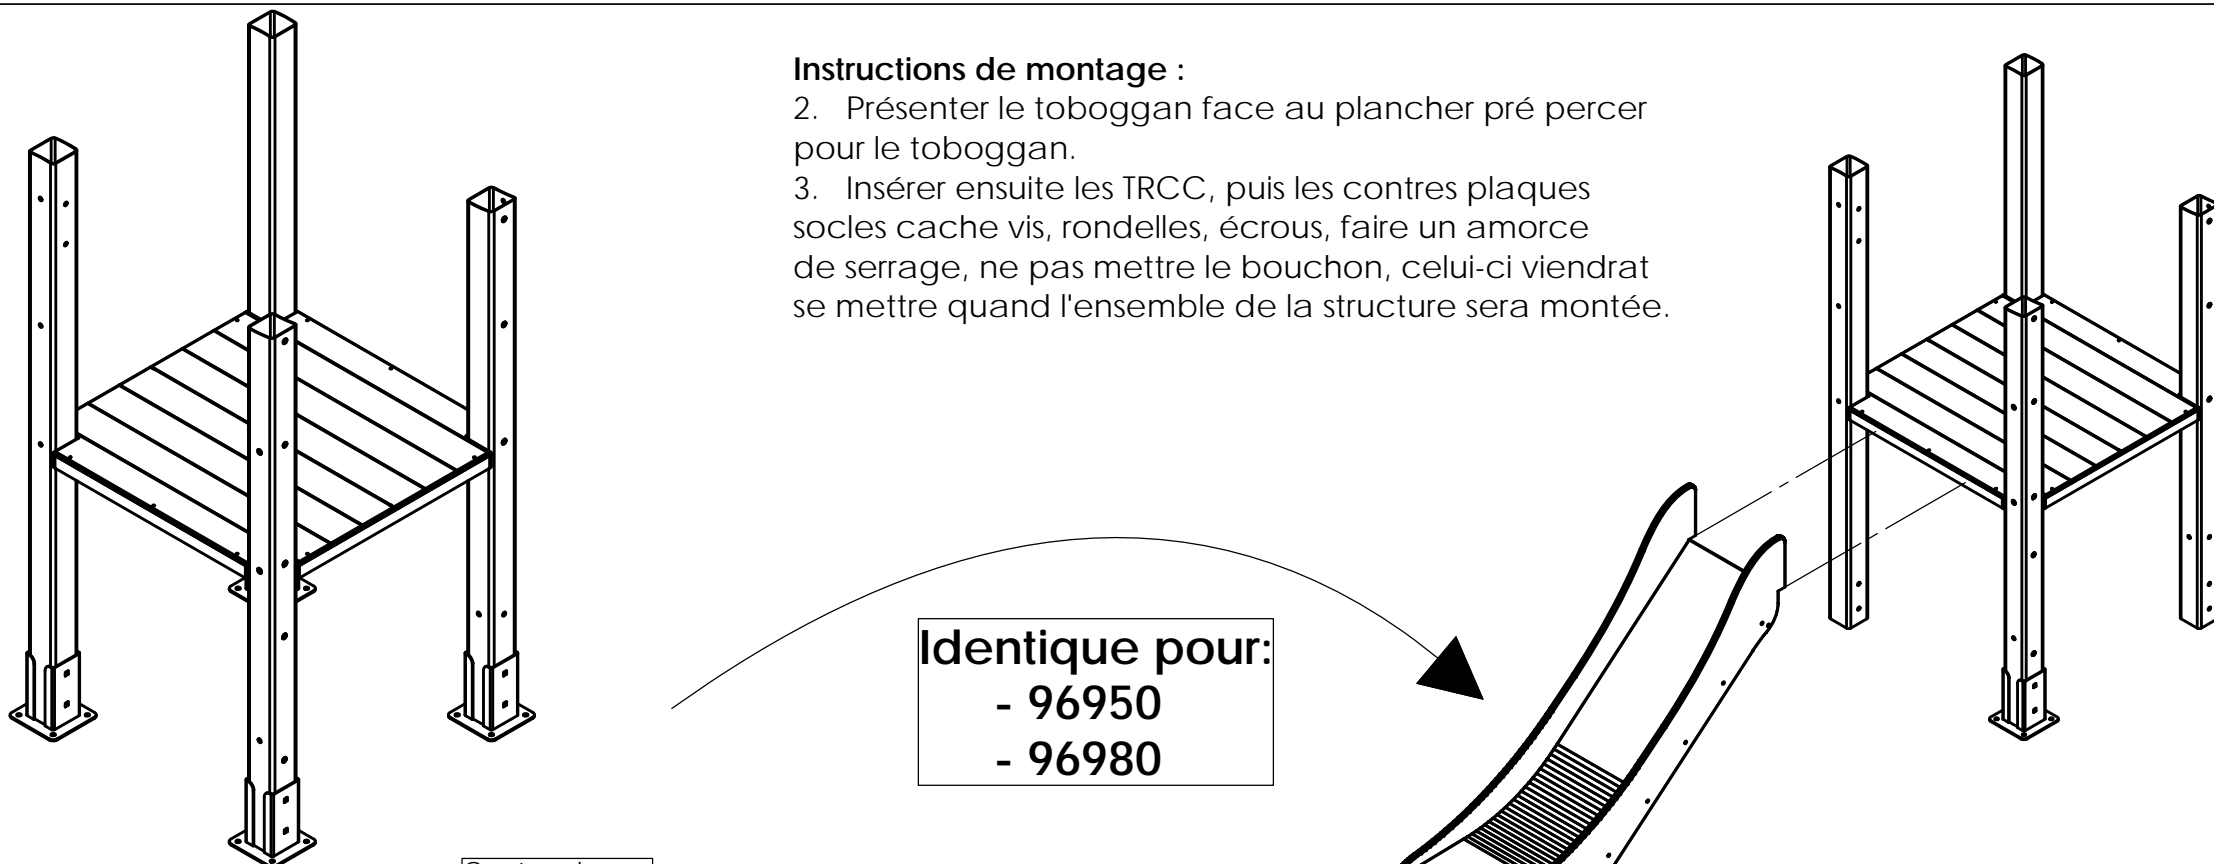 Instructions de montage :
2. Présenter le toboggan face au plancher pré percer
pour le toboggan.
3. Insérer ensuite les TRCC, puis les contres plaques
socles cache vis, rondelles, écrous, faire un amorce
de serrage, ne pas mettre le bouchon, celui-ci viendrat
se mettre quand l'ensemble de la structure sera montée.
Identique pour:
- 96950
- 96980